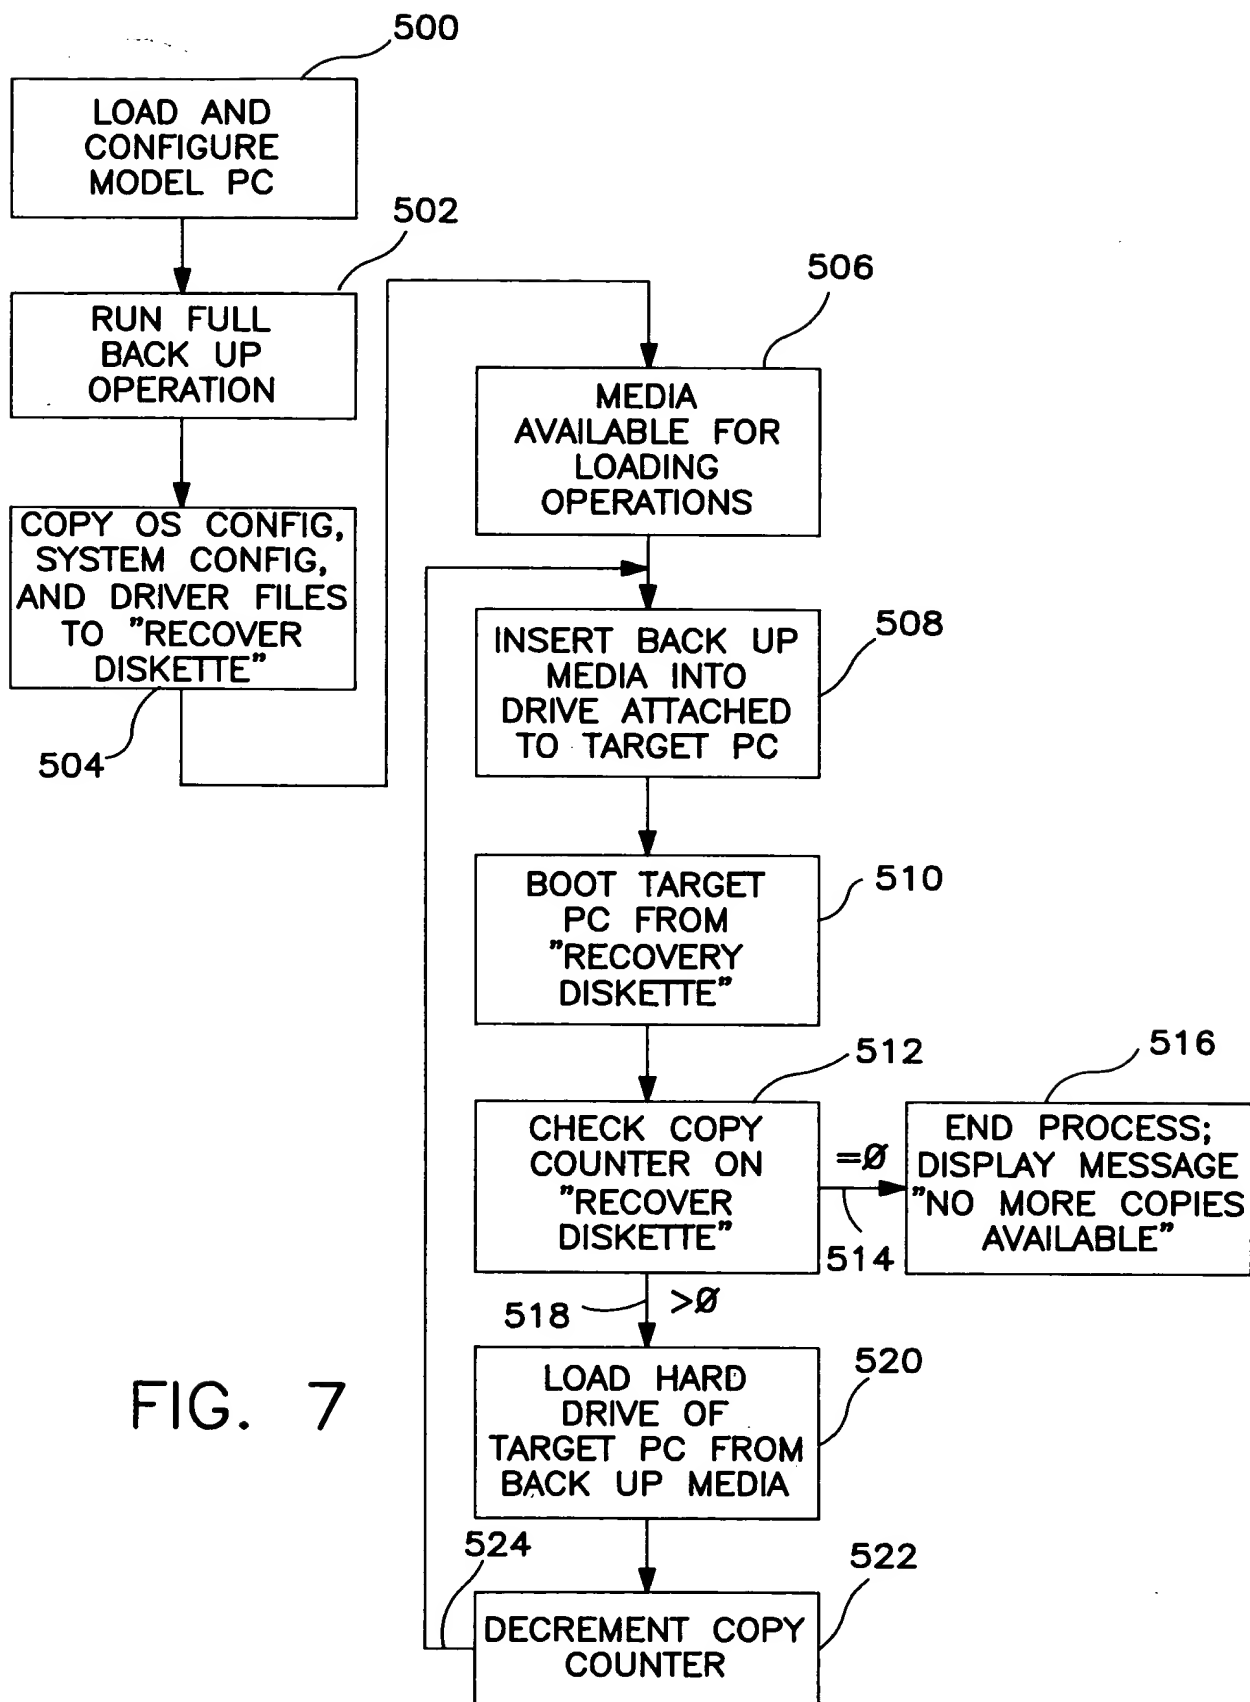 500
LOAD AND
CONFIGURE
MODEL PC
502
RUN FULL
BACK UP
OPERATION
COPY OS CONFIG,
SYSTEM CONFIG,
AND DRIVER FILES
TO "RECOVER
DISKETTE"
504
506
MEDIA
AVAILABLE FOR
LOADING
OPERATIONS
508
INSERT BACK UP
MEDIA INTO
DRIVE ATTACHED
TO TARGET PC
510
BOOT TARGET
PC FROM
"RECOVERY
DISKETTE"
512
CHECK COPY
COUNTER ON
"RECOVER
DISKETTE"
=Ø
514
516
END PROCESS;
DISPLAY MESSAGE
"NO MORE COPIES
AVAILABLE"
518
>Ø
520
LOAD HARD
DRIVE OF
TARGET PC FROM
BACK UP MEDIA
522
DECREMENT COPY
COUNTER
524
FIG. 7